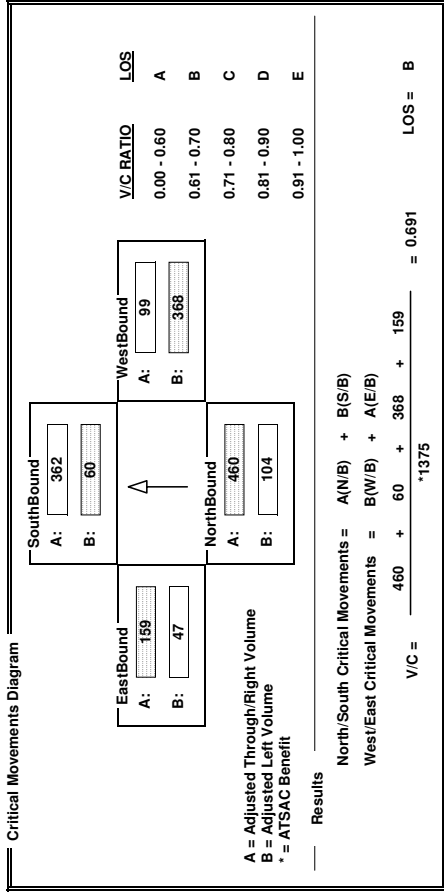 Critical Movements Diagram
SouthBound
A: 362
B: 60
EastBound
A: 159
B: 47
WestBound
A: 99
B: 368
NorthBound
A: 460
B: 104
V/C RATIO LOS
0.00 - 0.60 A
0.61 - 0.70 B
0.71 - 0.80 C
0.81 - 0.90 D
0.91 - 1.00 E
A = Adjusted Through/Right Volume
B = Adjusted Left Volume
* = ATSAC Benefit
Results
North/South Critical Movements = A(N/B) + B(S/B)
West/East Critical Movements = B(W/B) + A(E/B)
V/C = 460 + 60 + 368 + 159 = 0.691 LOS = B
*1375